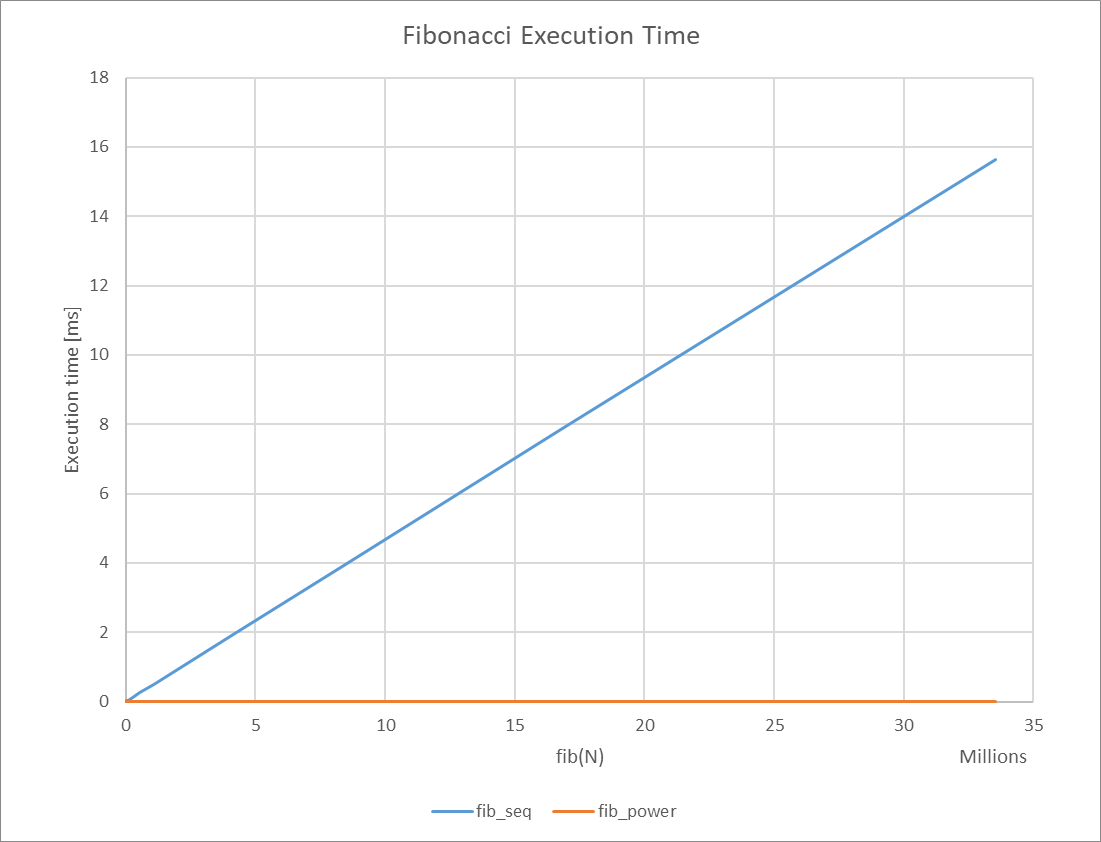 Fibonacci Execution Time
18
16
14
12
10
8
6
4
2
0
Execution time [ms]
0 5 10 15 20 25 30 35
fib(N)
Millions
fib_seq fib_power